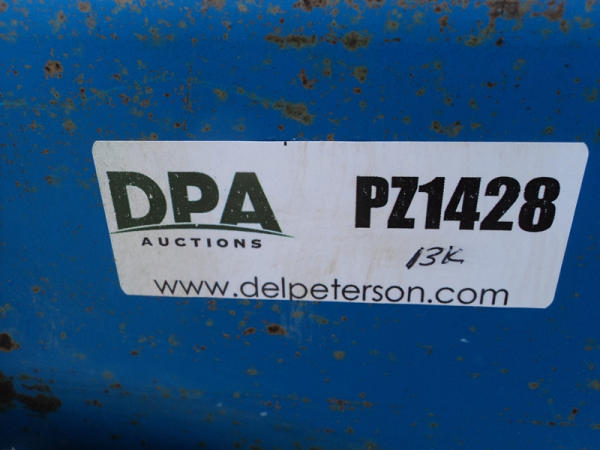 DPA
AUCTIONS
PZ1428
13K
www.delpeterson.com